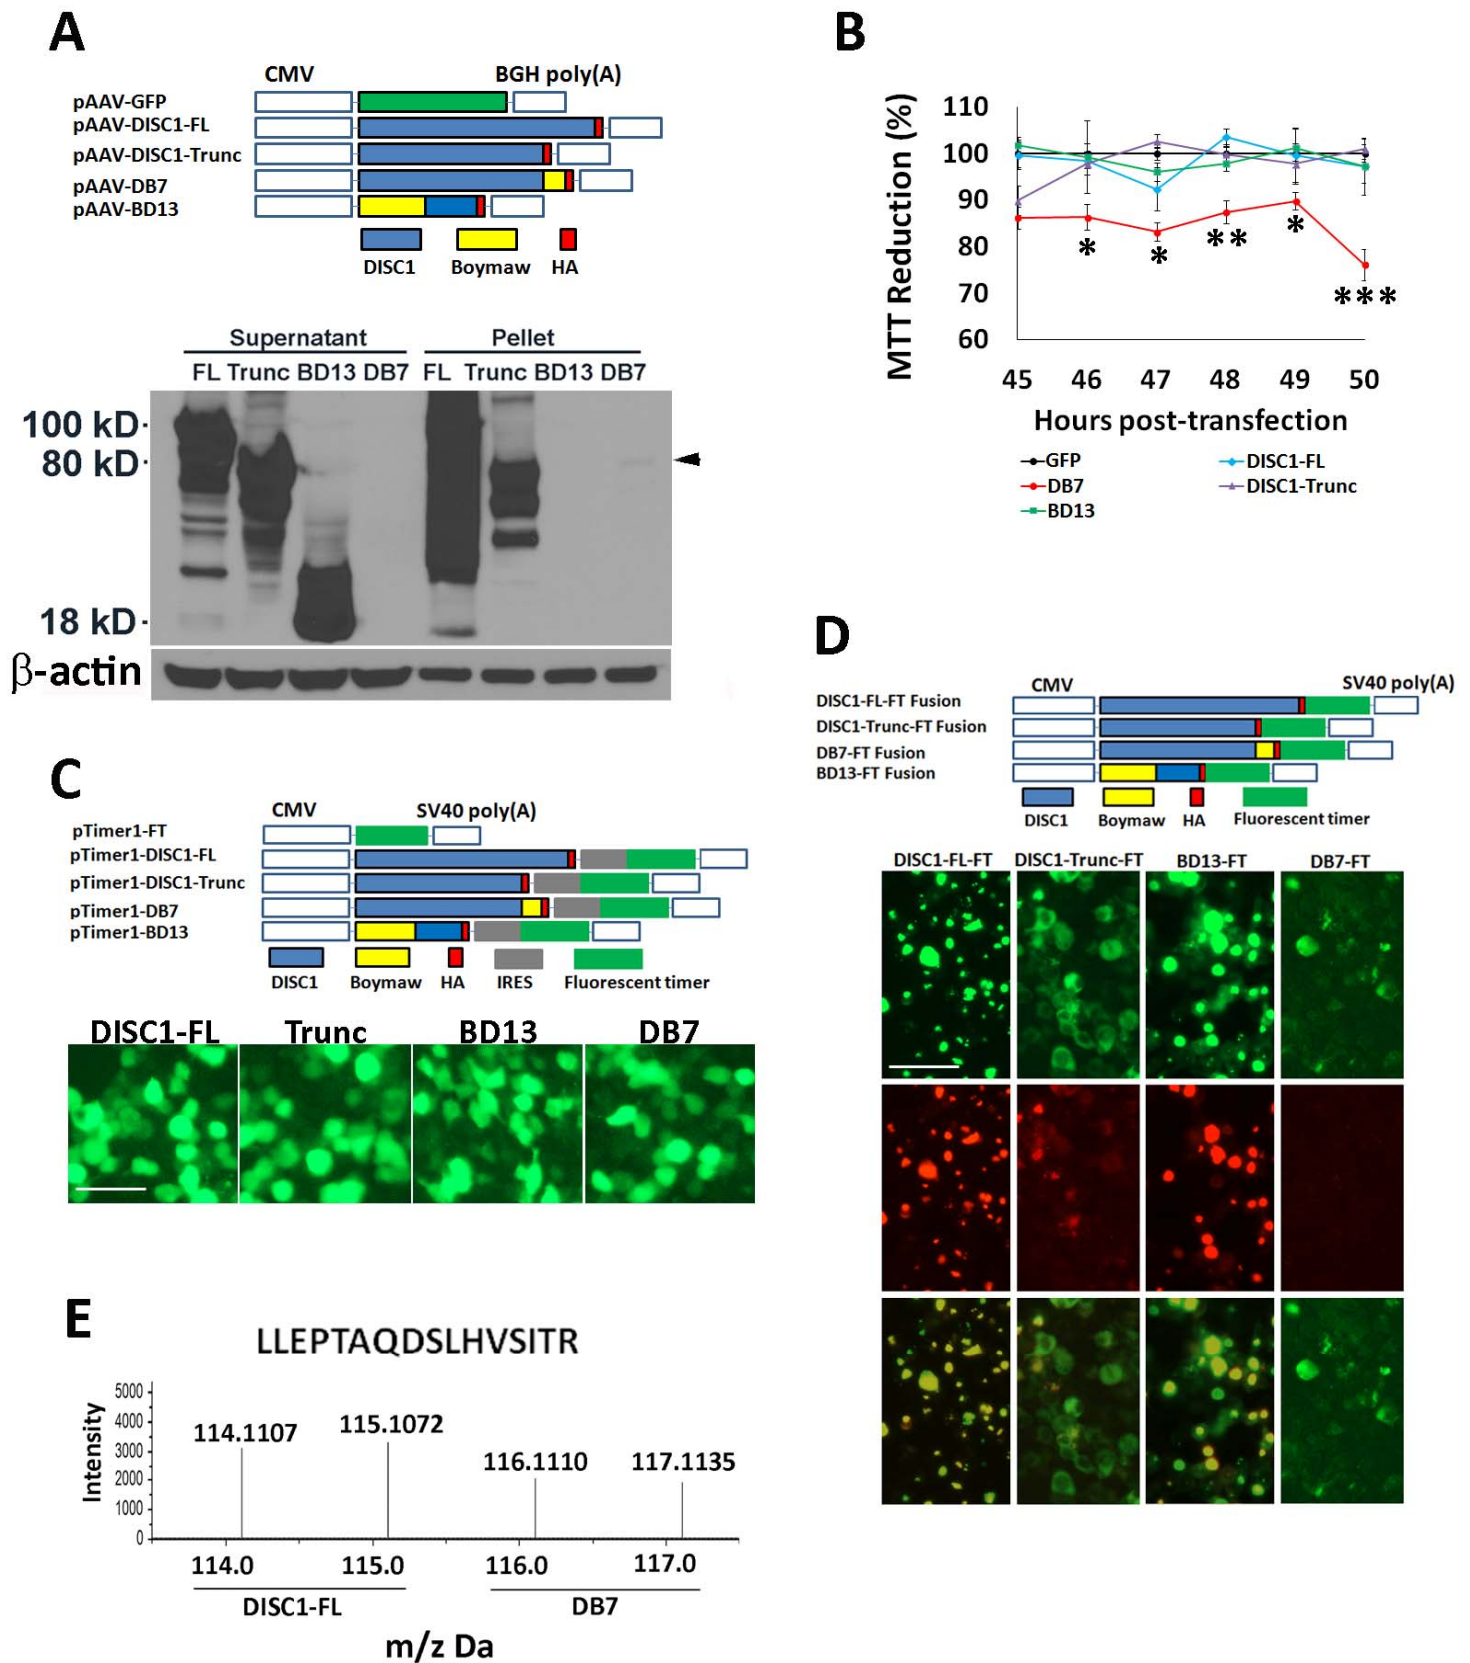 A
CMV BGH poly(A)
pAAV-GFP
pAAV-DISC1-FL
pAAV-DISC1-Trunc
pAAV-DB7
pAAV-BD13
DISC1 Boymaw HA
Supernatant Pellet
FL Trunc BD13 DB7 FL Trunc BD13 DB7
100 kD
80 kD
18 kD
β-actin
B
MTT Reduction (%)
110
100
90
80
70
60
* * ** * ***
45 46 47 48 49 50
Hours post-transfection
GFP DISC1-FL
DB7 DISC1-Trunc
BD13
C
CMV SV40 poly(A)
pTimer1-FT
pTimer1-DISC1-FL
pTimer1-DISC1-Trunc
pTimer1-DB7
pTimer1-BD13
DISC1 Boymaw HA IRES Fluorescent timer
DISC1-FL Trunc BD13 DB7
D
CMV SV40 poly(A)
DISC1-FL-FT Fusion
DISC1-Trunc-FT Fusion
DB7-FT Fusion
BD13-FT Fusion
DISC1 Boymaw HA Fluorescent timer
DISC1-FL-FT DISC1-Trunc-FT BD13-FT DB7-FT
E
LLEPTAQDSLHVSITR
Intensity
5000
4000
3000
2000
1000
0
114.1107 115.1072 116.1110 117.1135
114.0 115.0 116.0 117.0
DISC1-FL DB7
m/z Da